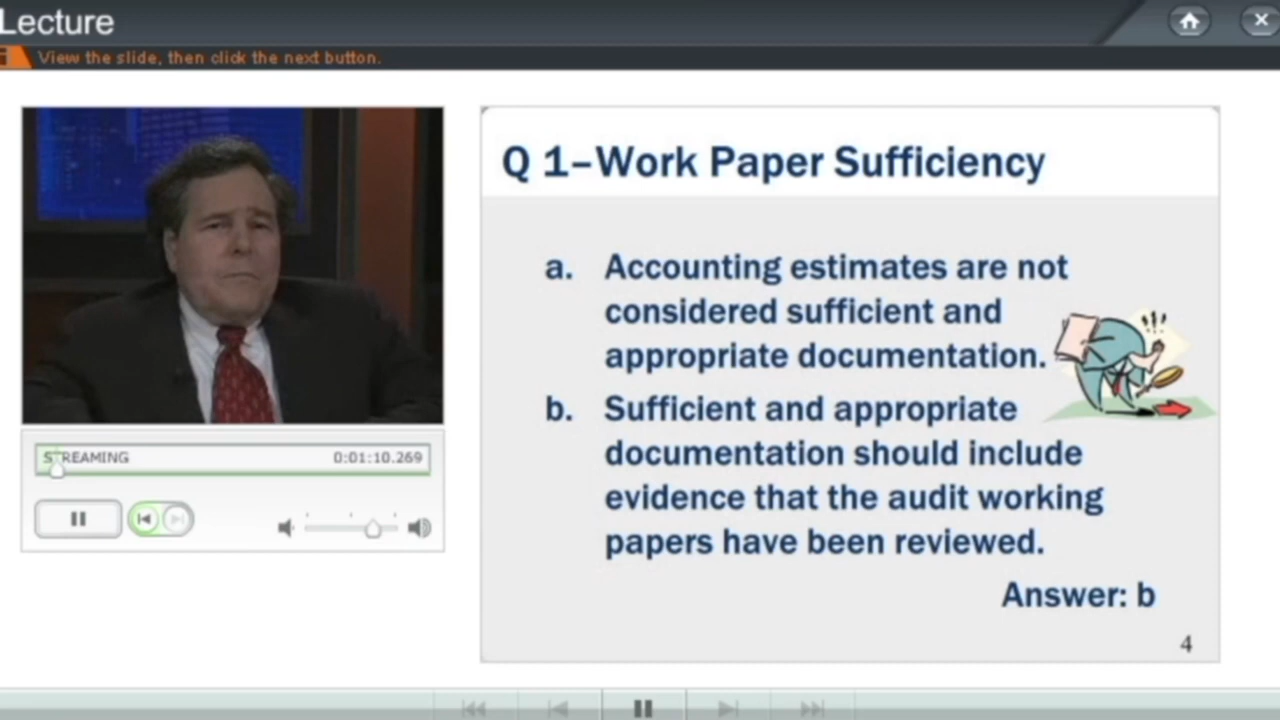 Lecture
View the slide, then click the next button.
Q 1–Work Paper Sufficiency
a. Accounting estimates are not
considered sufficient and
appropriate documentation.
b. Sufficient and appropriate
documentation should include
evidence that the audit working
papers have been reviewed.
Answer: b
4
STREAMING 0:01:10.269